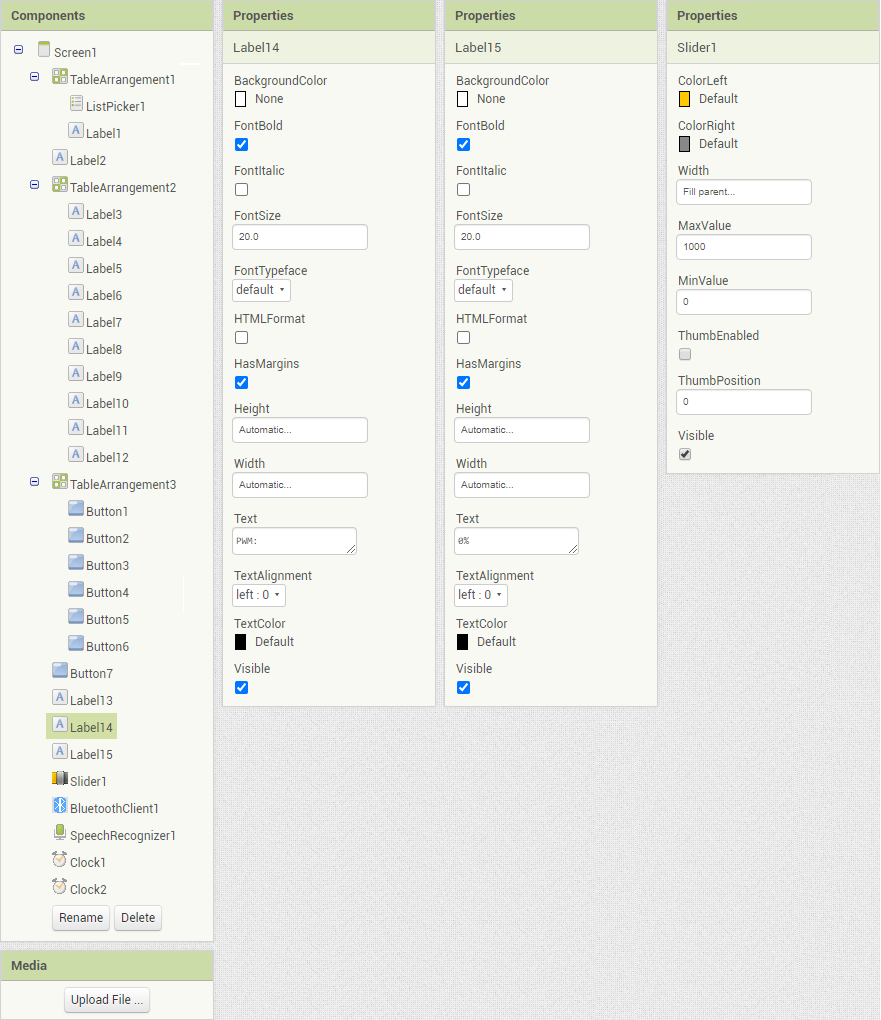 Components
Screen1
TableArrangement1
ListPicker1
A Label1
A Label2
TableArrangement2
A Label3
A Label4
A Label5
A Label6
A Label7
A Label8
A Label9
A Label10
A Label11
A Label12
TableArrangement3
Button1
Button2
Button3
Button4
Button5
Button6
Button7
A Label13
A Label14
A Label15
Slider1
BluetoothClient1
SpeechRecognizer1
Clock1
Clock2
Rename Delete
Media
Upload File ...
Properties
Label14
BackgroundColor
None
FontBold
FontItalic
FontSize
20.0
FontTypeface
default
HTMLFormat
HasMargins
Height
Automatic...
Width
Automatic...
Text
PWM:
TextAlignment
left : 0
TextColor
Default
Visible
Properties
Label15
BackgroundColor
None
FontBold
FontItalic
FontSize
20.0
FontTypeface
default
HTMLFormat
HasMargins
Height
Automatic...
Width
Automatic...
Text
0%
TextAlignment
left : 0
TextColor
Default
Visible
Properties
Slider1
ColorLeft
Default
ColorRight
Default
Width
Fill parent...
MaxValue
1000
MinValue
0
ThumbEnabled
ThumbPosition
0
Visible